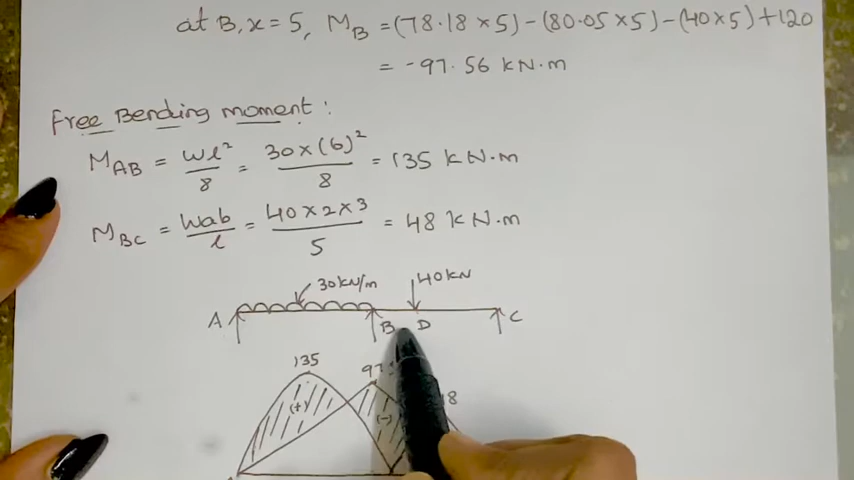 at B, x = 5, M_B = (78.18 × 5) - (80.05 × 5) - (40 × 5) + 120
= -97.56 KN.m
Free Bending moment :
M_AB = wl²/8 = 30×(6)²/8 = 135 KN.m
M_BC = Wab/l = 40×2×3/5 = 48 KN.m
30KN/m 40KN
A B D C
135 97
(+) (-) 8